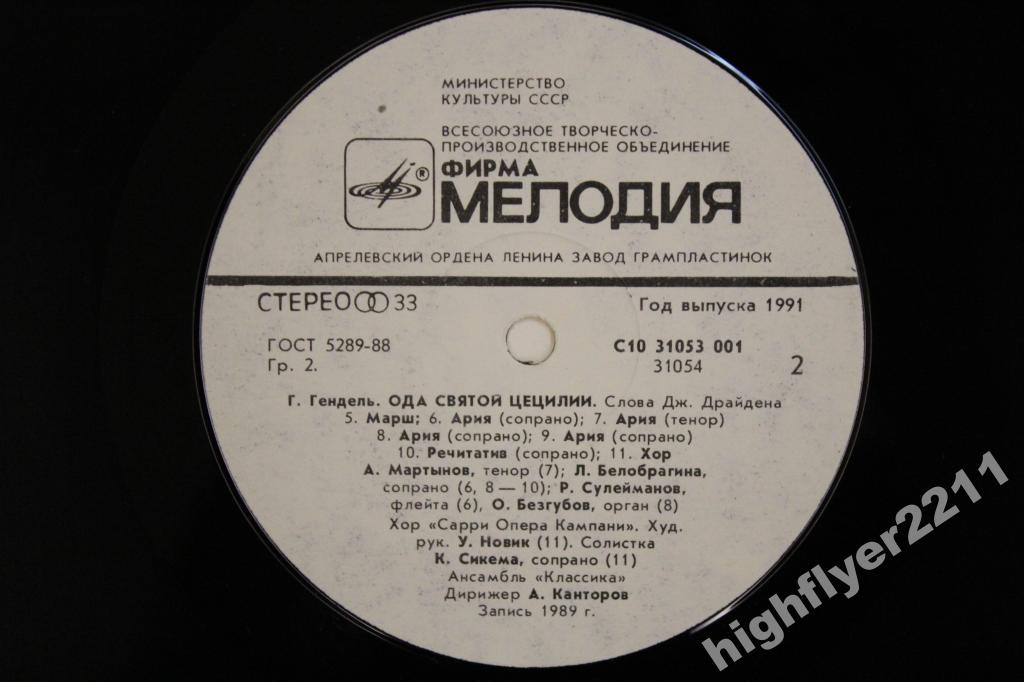 МИНИСТЕРСТВО
КУЛЬТУРЫ СССР
ВСЕСОЮЗНОЕ ТВОРЧЕСКО-
ПРОИЗВОДСТВЕННОЕ ОБЪЕДИНЕНИЕ
® ФИРМА
МЕЛОДИЯ
АПРЕЛЕВСКИЙ ОРДЕНА ЛЕНИНА ЗАВОД ГРАМПЛАСТИНОК
СТЕРЕО 33 Год выпуска 1991
ГОСТ 5289-88 С10 31053 001
Гр. 2. 31054 2
Г. Гендель. ОДА СВЯТОЙ ЦЕЦИЛИИ. Слова Дж. Драйдена
5. Марш; 6. Ария (сопрано); 7. Ария (тенор)
8. Ария (сопрано); 9. Ария (сопрано)
10. Речитатив (сопрано); 11. Хор
А. Мартынов, тенор (7); Л. Белобрагина,
сопрано (6, 8 — 10); Р. Сулейманов,
флейта (6), О. Безгубов, орган (8)
Хор «Сарри Опера Кампани». Худ.
рук. У. Новик (11). Солистка
К. Сикема, сопрано (11)
Ансамбль «Классика»
Дирижер А. Канторов
Запись 1989 г.
highflyer2211